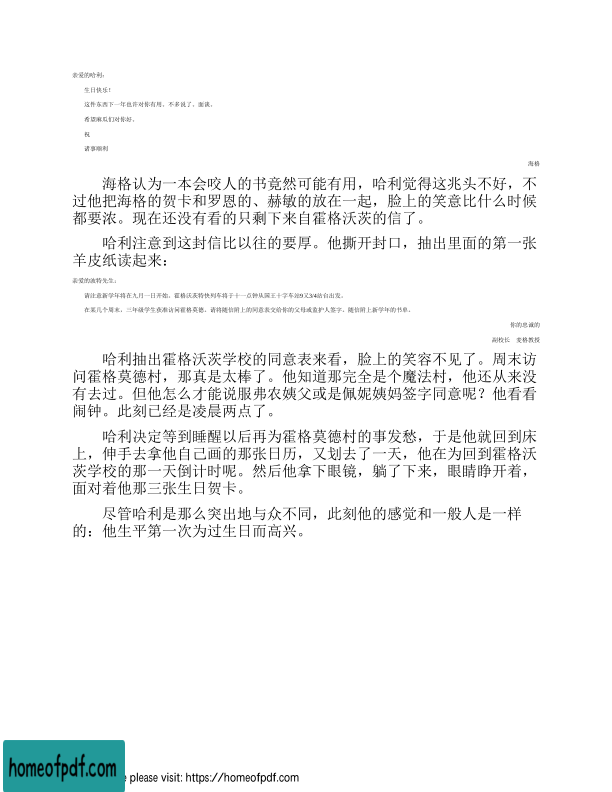 亲爱的哈利：
生日快乐！
这件东西下一年也许对你有用。不多说了，面谈。
希望麻瓜们对你好。
祝
诸事顺利
海格
海格认为一本会咬人的书竟然可能有用，哈利觉得这兆头不好，不
过他把海格的贺卡和罗恩的、赫敏的放在一起，脸上的笑意比什么时候
都要浓。现在还没有看的只剩下来自霍格沃茨的信了。
哈利注意到这封信比以往的要厚。他撕开封口，抽出里面的第一张
羊皮纸读起来：
亲爱的波特先生：
请注意新学年将在九月一日开始。霍格沃茨特快列车将于十一点钟从国王十字车站9又3/4站台出发。
在某几个周末，三年级学生获准访问霍格莫德。请将随信附上的同意表交给你的父母或监护人签字。随信附上新学年的书单。
你的忠诚的
副校长　麦格教授
哈利抽出霍格沃茨学校的同意表来看，脸上的笑容不见了。周末访
问霍格莫德村，那真是太棒了。他知道那完全是个魔法村，他还从来没
有去过。但他怎么才能说服弗农姨父或是佩妮姨妈签字同意呢？他看看
闹钟。此刻已经是凌晨两点了。
哈利决定等到睡醒以后再为霍格莫德村的事发愁，于是他就回到床
上，伸手去拿他自己画的那张日历，又划去了一天，他在为回到霍格沃
茨学校的那一天倒计时呢。然后他拿下眼镜，躺了下来，眼睛睁开着，
面对着他那三张生日贺卡。
尽管哈利是那么突出地与众不同，此刻他的感觉和一般人是一样
的：他生平第一次为过生日而高兴。
homeofpdf.com
e please visit: https://homeofpdf.com